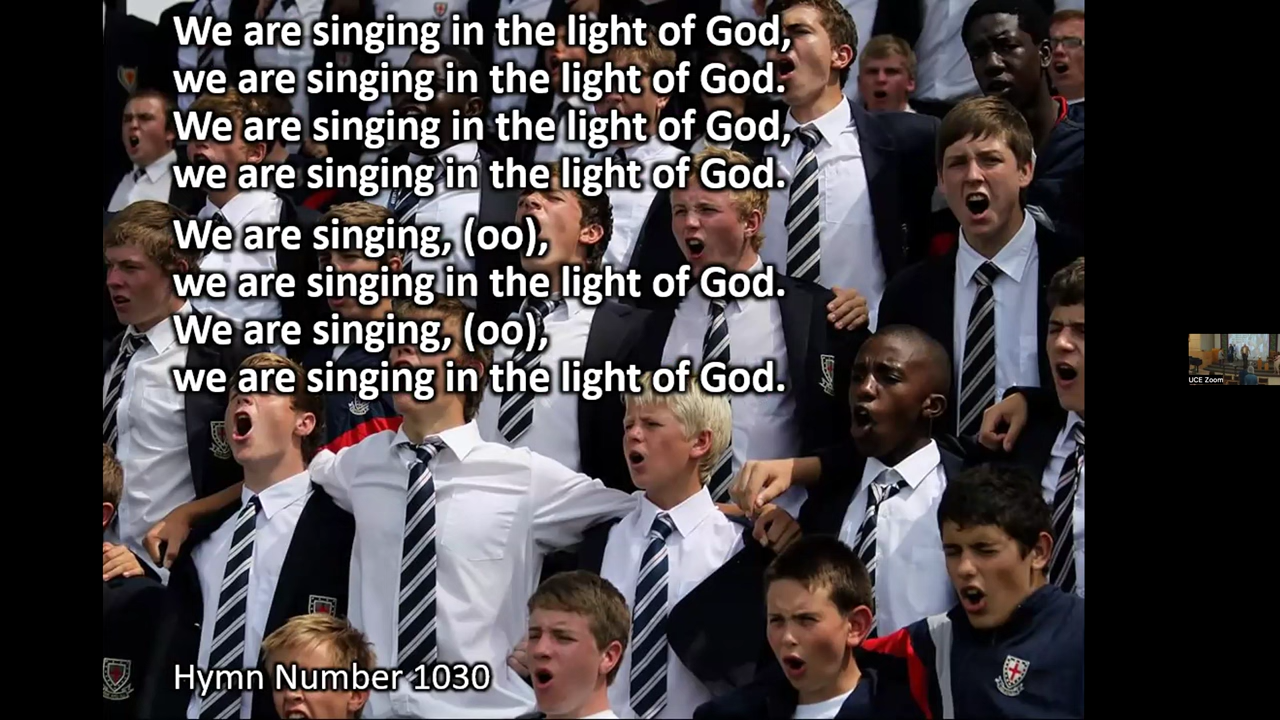 We are singing in the light of God,
we are singing in the light of God.
We are singing in the light of God,
we are singing in the light of God.
We are singing, (oo),
we are singing in the light of God.
We are singing, (oo),
we are singing in the light of God.
Hymn Number 1030
UCE Zoom